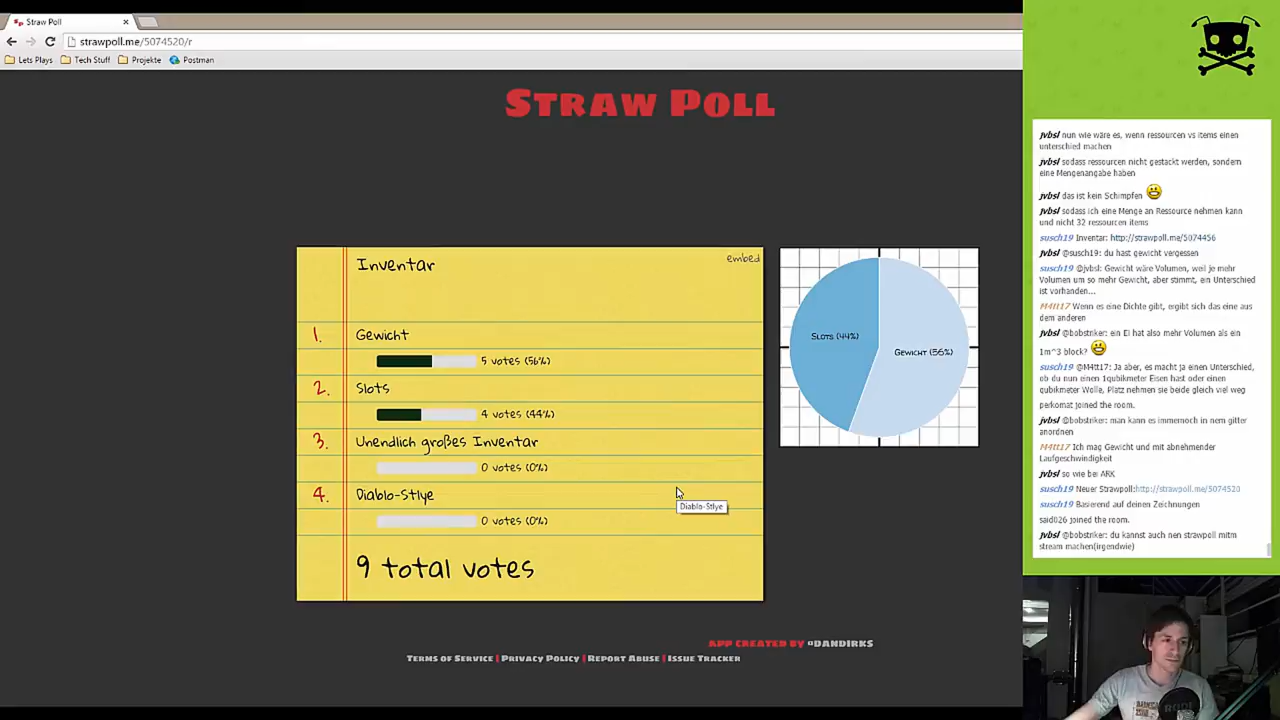 Straw Poll
strawpoll.me/5074520/r
Lets Plays
Tech Stuff
Projekte
Postman
Straw Poll
Inventar
embed
1. Gewicht
5 votes (56%)
2. Slots
4 votes (44%)
3. Unendlich großes Inventar
0 votes (0%)
4. Diablo-Stlye
0 votes (0%)
9 total votes
Slots (44%)
Gewicht (56%)
Diablo-Stlye
App created by @dandirks
Terms of Service | Privacy Policy | Report Abuse | Issue Tracker
jvbsl nun wie wäre es, wenn ressourcen vs items einen
unterschied machen
jvbsl sodass ressourcen nicht gestackt werden, sondern
eine Mengenangabe haben
jvbsl das ist kein Schimpfen
jvbsl sodass ich eine Menge an Ressource nehmen kann
und nicht 32 ressourcen items
susch19 Inventar: http://strawpoll.me/5074456
jvbsl @susch19: du hast gewicht vergessen
susch19 @jvbsl: Gewicht wäre Volumen, weil je mehr
Volumen um so mehr Gewicht, aber stimmt, ein Unterschied
ist vorhanden...
M4tt17 Wenn es eine Dichte gibt, ergibt sich das eine aus
dem anderen
jvbsl @bobstriker: ein EI hat also mehr Volumen als ein
1m^3 block?
susch19 @M4tt17: Ja, aber, es macht ja einen Unterschied,
ob du nun einen 1qubikmeter Eisen hast oder einen
qubikmeter Wolle, Platz nehmen sie beide gleich viel weg
perkomat joined the room.
jvbsl @bobstriker: man kann es immernoch in nem gitter
anordnen
M4tt17 Ich mag Gewicht und mit abnehmender
Laufgeschwindigkeit
jvbsl so wie bei ARK
susch19 Neuer Strawpoll:http://strawpoll.me/5074520
susch19 Basierend auf deinen Zeichnungen
said026 joined the room.
jvbsl @bobstriker: du kannst auch nen strawpoll mitm
stream machen(irgendwie)